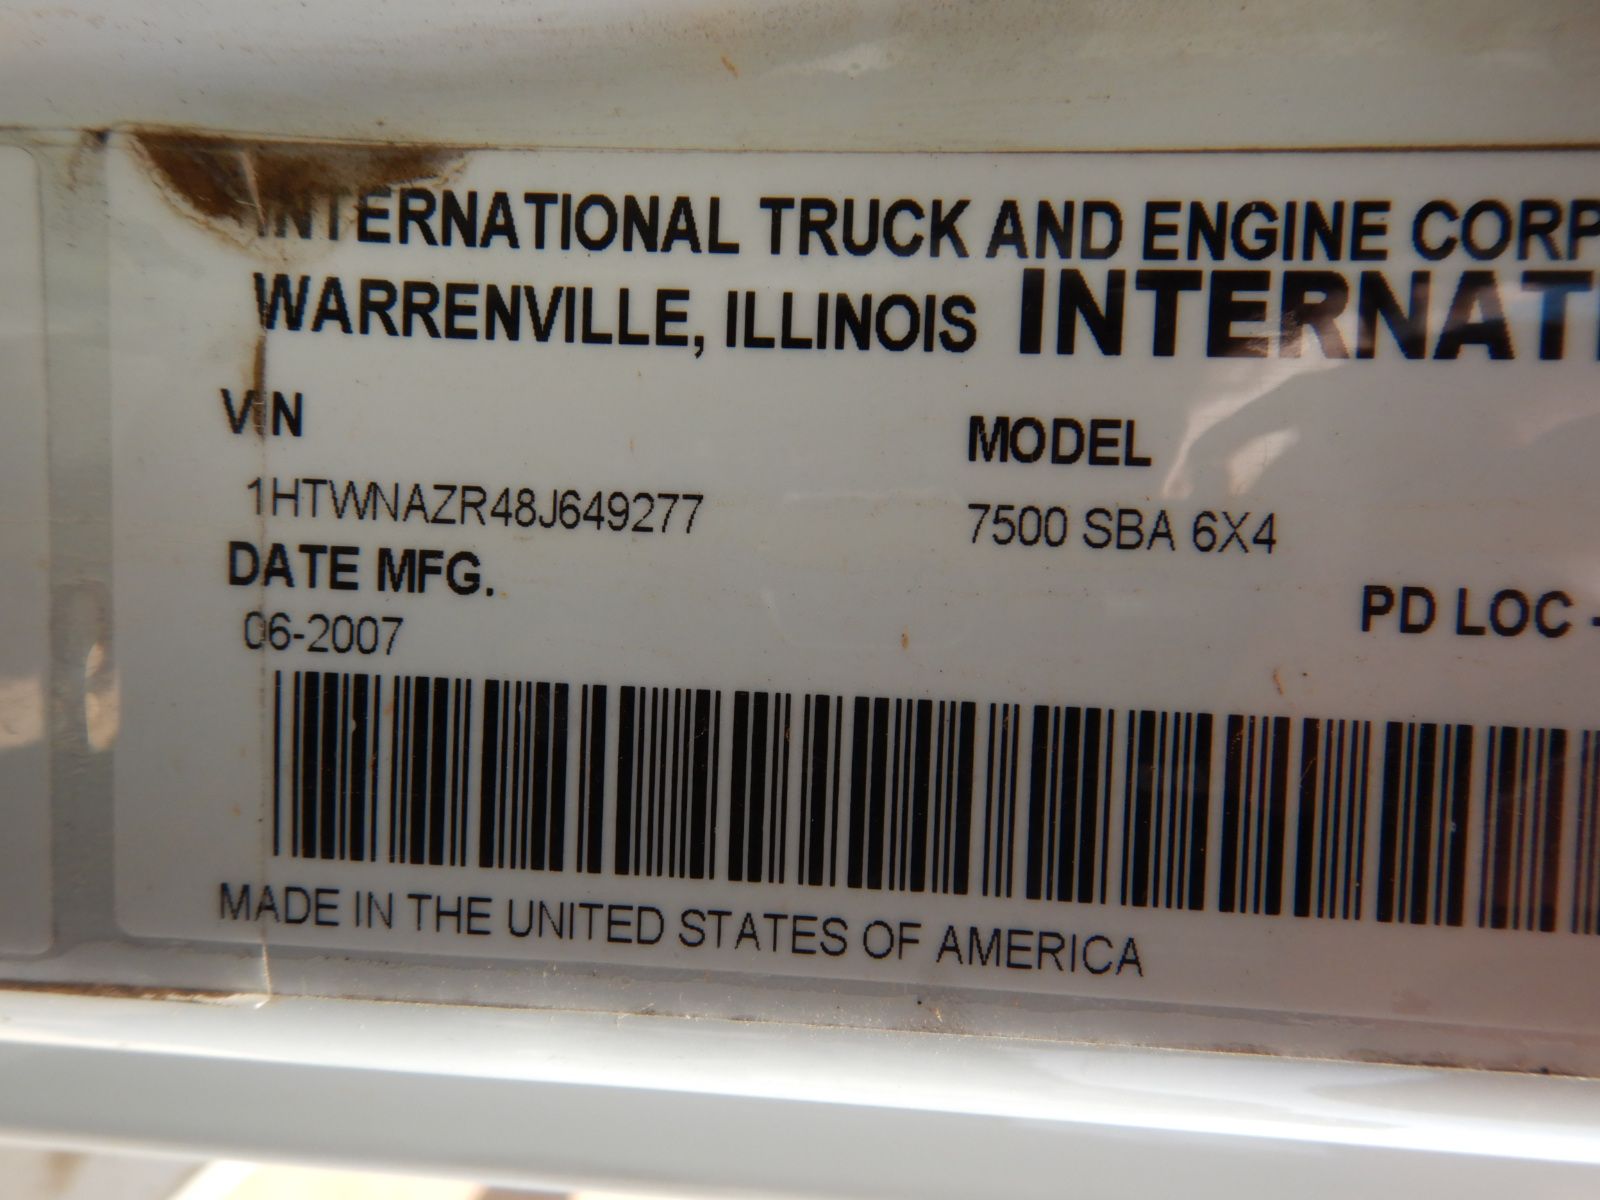 INTERNATIONAL TRUCK AND ENGINE CORP
WARRENVILLE, ILLINOIS INTERNAT
VIN
MODEL
1HTWNAZR48J649277
7500 SBA 6X4
DATE MFG.
06-2007
PD LOC -
MADE IN THE UNITED STATES OF AMERICA